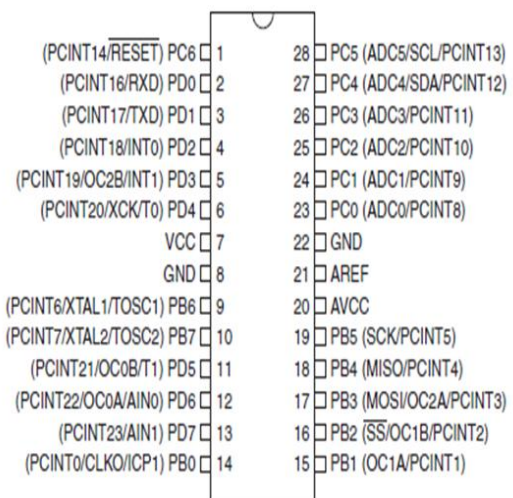 (PCINT14/RESET) PC6 1 28 PC5 (ADC5/SCL/PCINT13)
(PCINT16/RXD) PD0 2 27 PC4 (ADC4/SDA/PCINT12)
(PCINT17/TXD) PD1 3 26 PC3 (ADC3/PCINT11)
(PCINT18/INT0) PD2 4 25 PC2 (ADC2/PCINT10)
(PCINT19/OC2B/INT1) PD3 5 24 PC1 (ADC1/PCINT9)
(PCINT20/XCK/T0) PD4 6 23 PC0 (ADC0/PCINT8)
VCC 7 22 GND
GND 8 21 AREF
(PCINT6/XTAL1/TOSC1) PB6 9 20 AVCC
(PCINT7/XTAL2/TOSC2) PB7 10 19 PB5 (SCK/PCINT5)
(PCINT21/OC0B/T1) PD5 11 18 PB4 (MISO/PCINT4)
(PCINT22/OC0A/AIN0) PD6 12 17 PB3 (MOSI/OC2A/PCINT3)
(PCINT23/AIN1) PD7 13 16 PB2 (SS/OC1B/PCINT2)
(PCINT0/CLKO/ICP1) PB0 14 15 PB1 (OC1A/PCINT1)